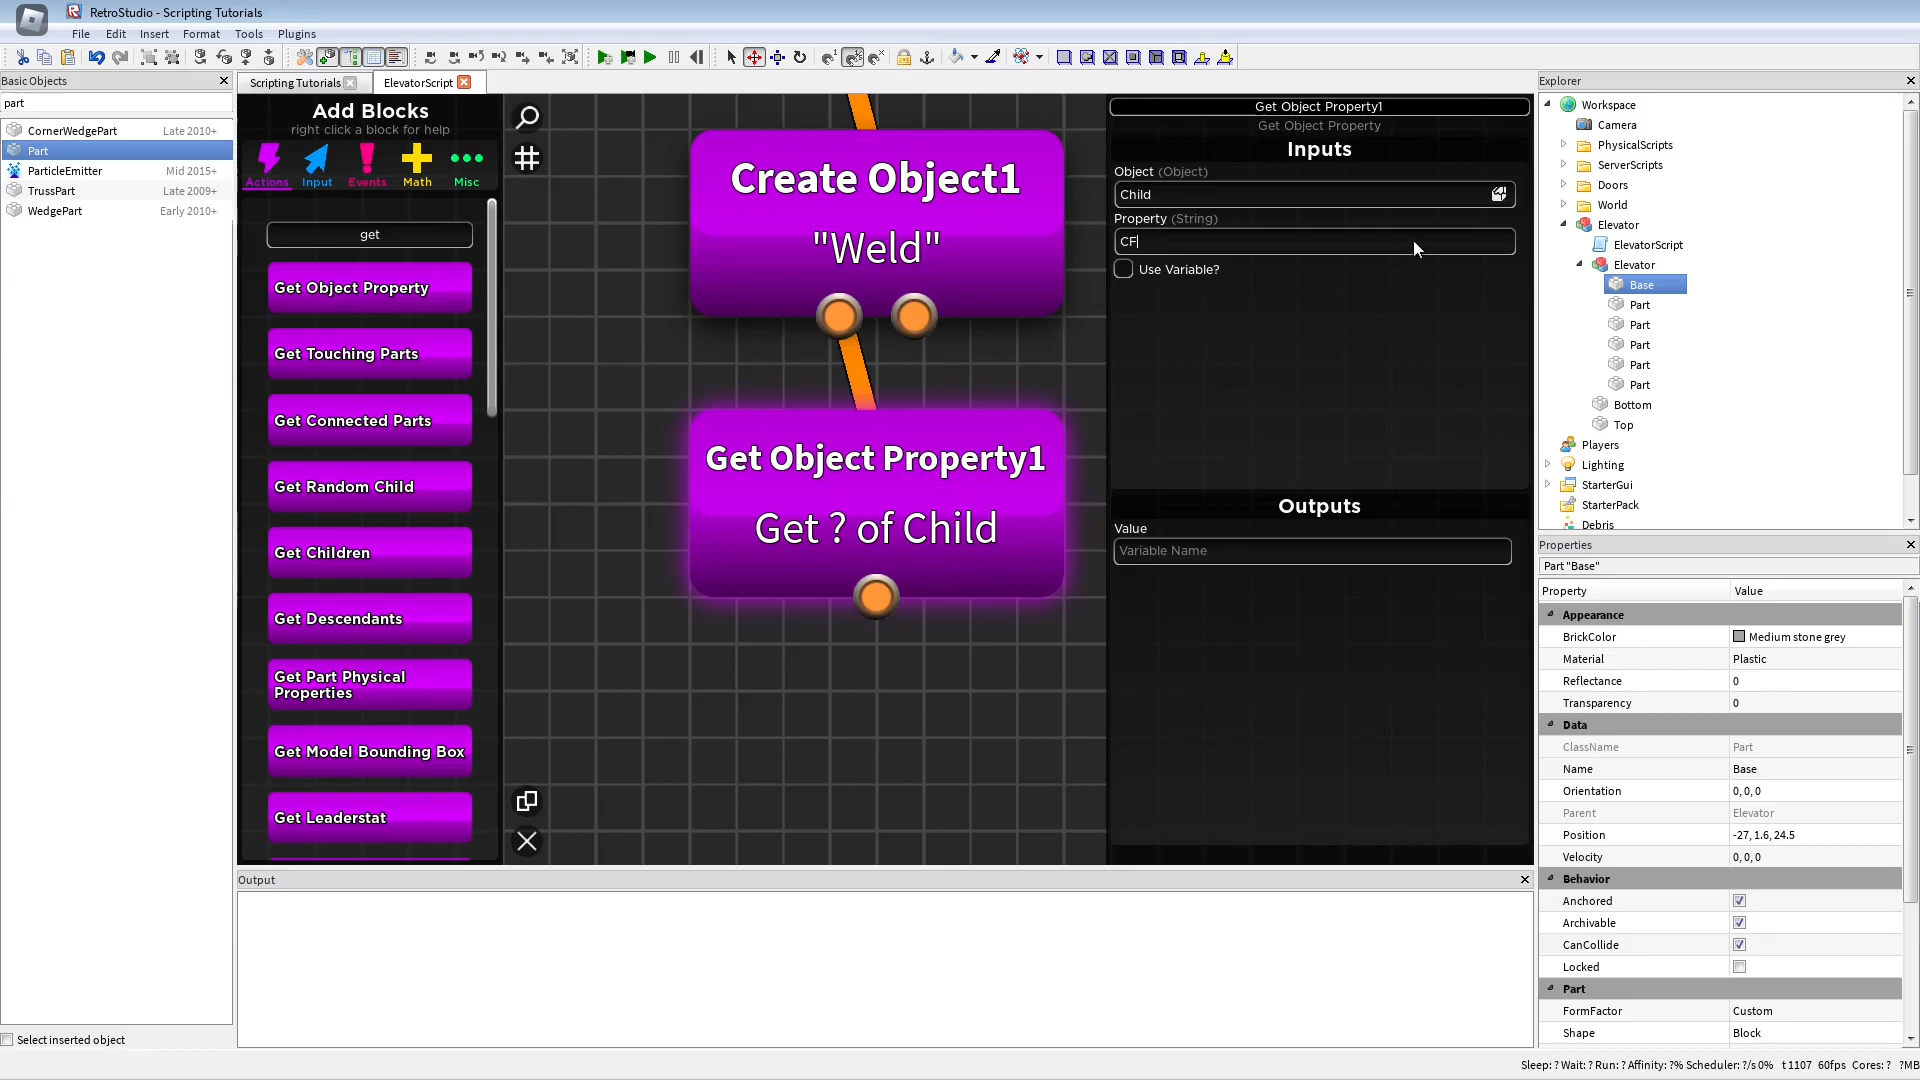 RetroStudio - Scripting Tutorials
File Edit Insert Format Tools Plugins
Basic Objects
part
CornerWedgePart Late 2010+
Part
ParticleEmitter Mid 2015+
TrussPart Late 2009+
WedgePart Early 2010+
Select inserted object
Scripting Tutorials
ElevatorScript
Add Blocks
right click a block for help
Actions Input Events Math Misc
get
Get Object Property
Get Touching Parts
Get Connected Parts
Get Random Child
Get Children
Get Descendants
Get Part Physical
Properties
Get Model Bounding Box
Get Leaderstat
Create Object1
"Weld"
Get Object Property1
Get ? of Child
Get Object Property1
Get Object Property
Inputs
Object (Object)
Child
Property (String)
CF
Use Variable?
Outputs
Value
Variable Name
Output
Explorer
Workspace
Camera
PhysicalScripts
ServerScripts
Doors
World
Elevator
ElevatorScript
Elevator
Base
Part
Part
Part
Part
Part
Bottom
Top
Players
Lighting
StarterGui
StarterPack
Debris
Properties
Part "Base"
Property Value
Appearance
BrickColor Medium stone grey
Material Plastic
Reflectance 0
Transparency 0
Data
ClassName Part
Name Base
Orientation 0, 0, 0
Parent Elevator
Position -27, 1.6, 24.5
Velocity 0, 0, 0
Behavior
Anchored
Archivable
CanCollide
Locked
Part
FormFactor Custom
Shape Block
Sleep: ? Wait: ? Run: ? Affinity: ?% Scheduler: ?/s 0% t 1107 60fps Cores: ? ?MB